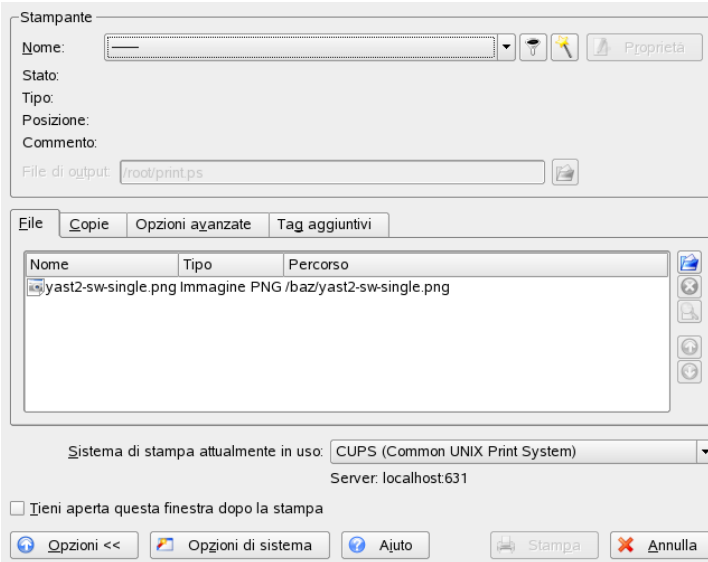 Stampante
Nome:
Proprietà
Stato:
Tipo:
Posizione:
Commento:
File di output: /root/print.ps
File Copie Opzioni avanzate Tag aggiuntivi
Nome Tipo Percorso
yast2-sw-single.png Immagine PNG /baz/yast2-sw-single.png
Sistema di stampa attualmente in uso: CUPS (Common UNIX Print System)
Server: localhost:631
Tieni aperta questa finestra dopo la stampa
Opzioni << Opzioni di sistema Aiuto Stampa Annulla